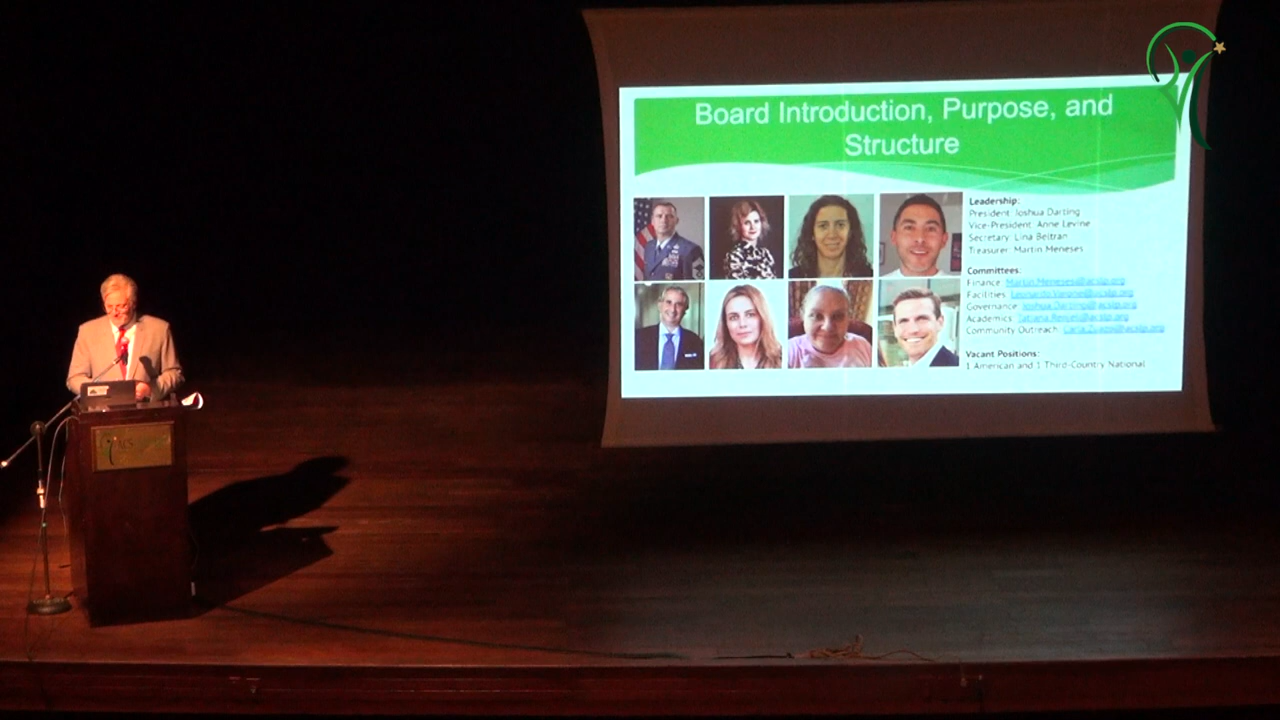 Board Introduction, Purpose, and
Structure
Leadership:
President: Joshua Darting
Vice-President: Anne Levine
Secretary: Lina Beltran
Treasurer: Martin Meneses
Committees:
Finance:
Facilities:
Governance:
Academics:
Community Outreach:
Vacant Positions:
1 American and 1 Third-Country National